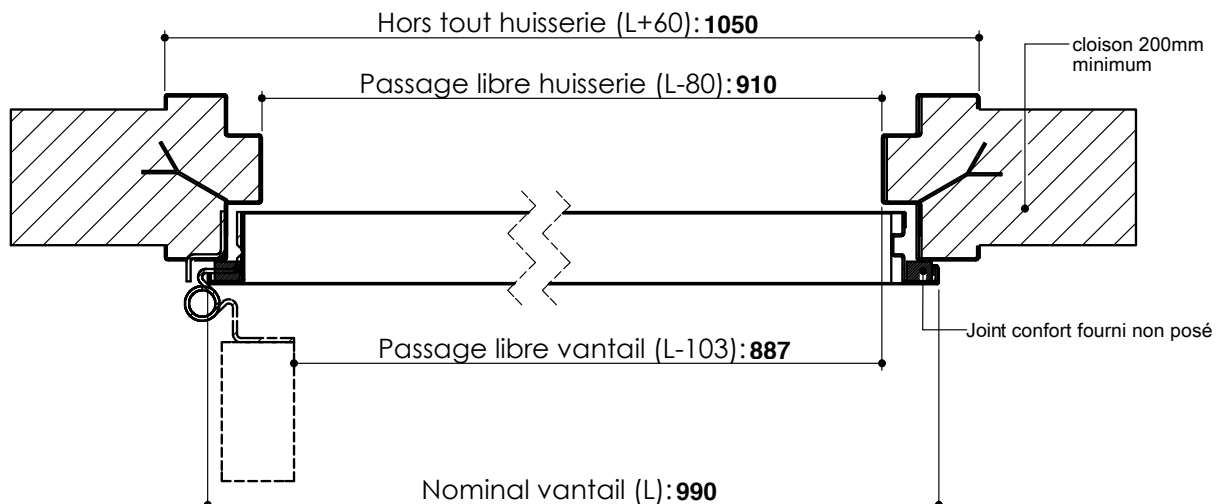 Hors tout huisserie (L+60): 1050
cloison 200mm
minimum
Passage libre huisserie (L-80): 910
Joint confort fourni non posé
Passage libre vantail (L-103): 887
Nominal vantail (L): 990